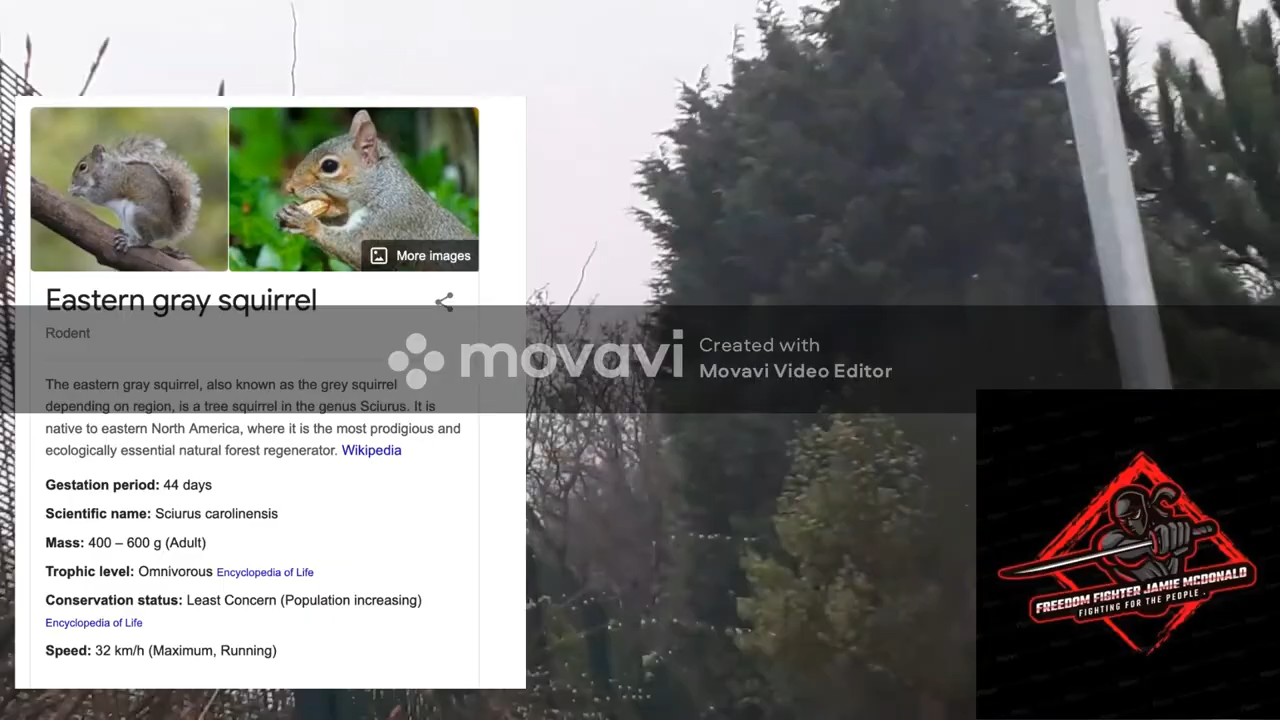 More images
Eastern gray squirrel
Rodent
movavi
Created with
Movavi Video Editor
The eastern gray squirrel, also known as the grey squirrel
depending on region, is a tree squirrel in the genus Sciurus. It is
native to eastern North America, where it is the most prodigious and
ecologically essential natural forest regenerator. Wikipedia
Gestation period: 44 days
Scientific name: Sciurus carolinensis
Mass: 400 – 600 g (Adult)
Trophic level: Omnivorous Encyclopedia of Life
Conservation status: Least Concern (Population increasing)
Encyclopedia of Life
Speed: 32 km/h (Maximum, Running)
FREEDOM FIGHTER JAMIE MCDONALD
FIGHTING FOR THE PEOPLE